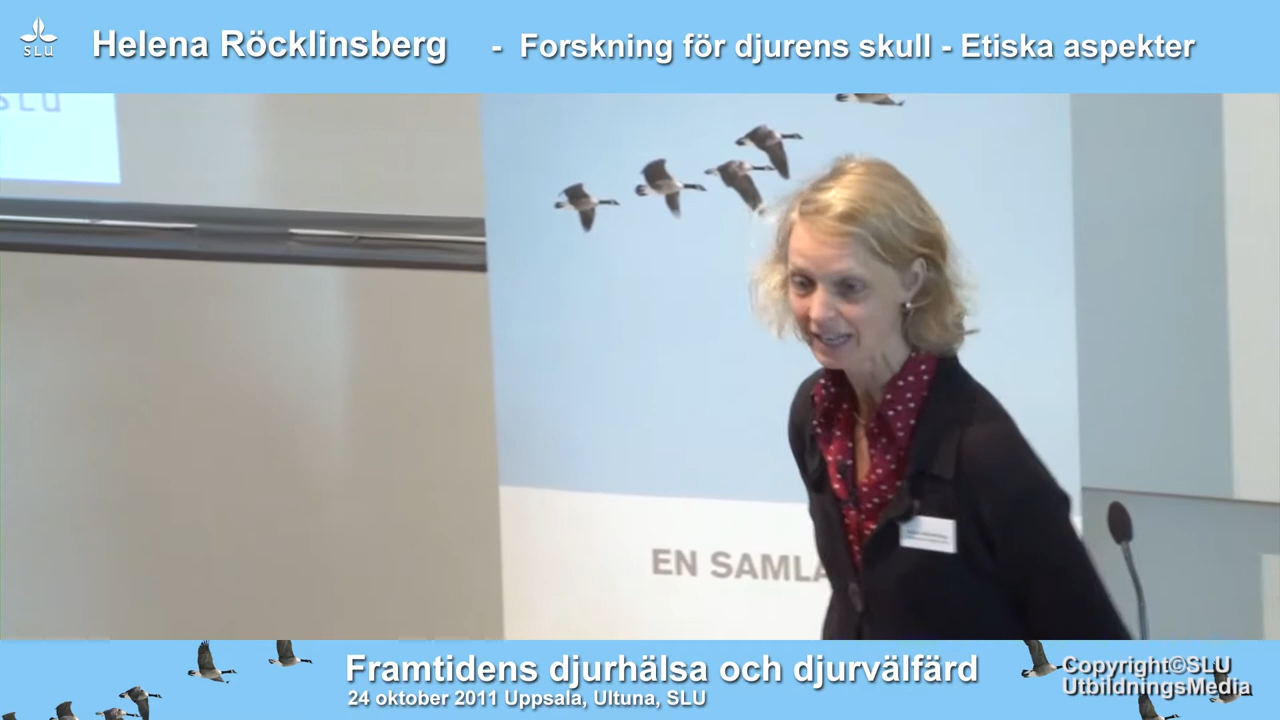 SLU
Helena Röcklinsberg - Forskning för djurens skull - Etiska aspekter
SLU
EN SAMLA
Framtidens djurhälsa och djurvälfärd
24 oktober 2011 Uppsala, Ultuna, SLU
Copyright©SLU
UtbildningsMedia